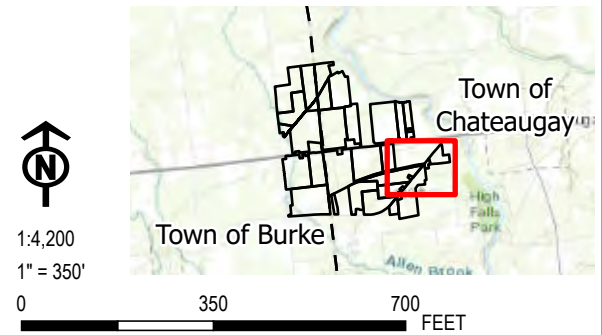 Town of
Chateaugay
Town of Burke
High
Falls
Park
Allen Brook
N
1:4,200
1" = 350'
0 350 700
FEET